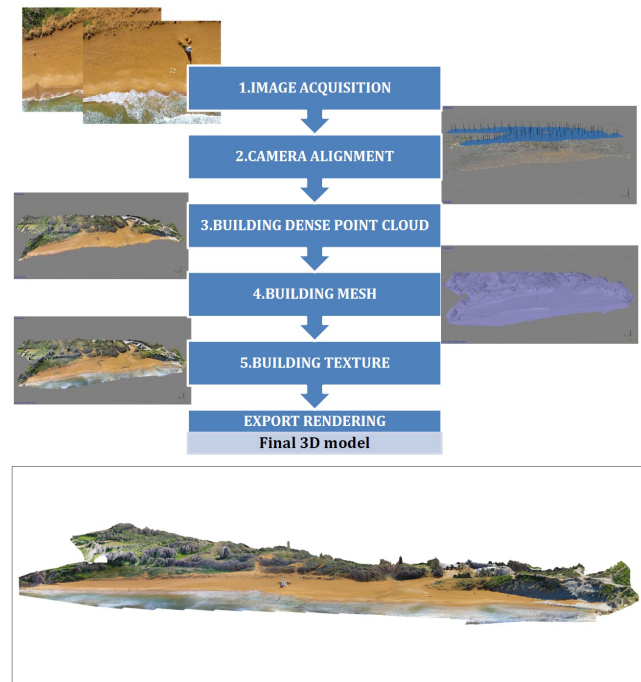 1.IMAGE ACQUISITION
2.CAMERA ALIGNMENT
3.BUILDING DENSE POINT CLOUD
4.BUILDING MESH
5.BUILDING TEXTURE
EXPORT RENDERING
Final 3D model